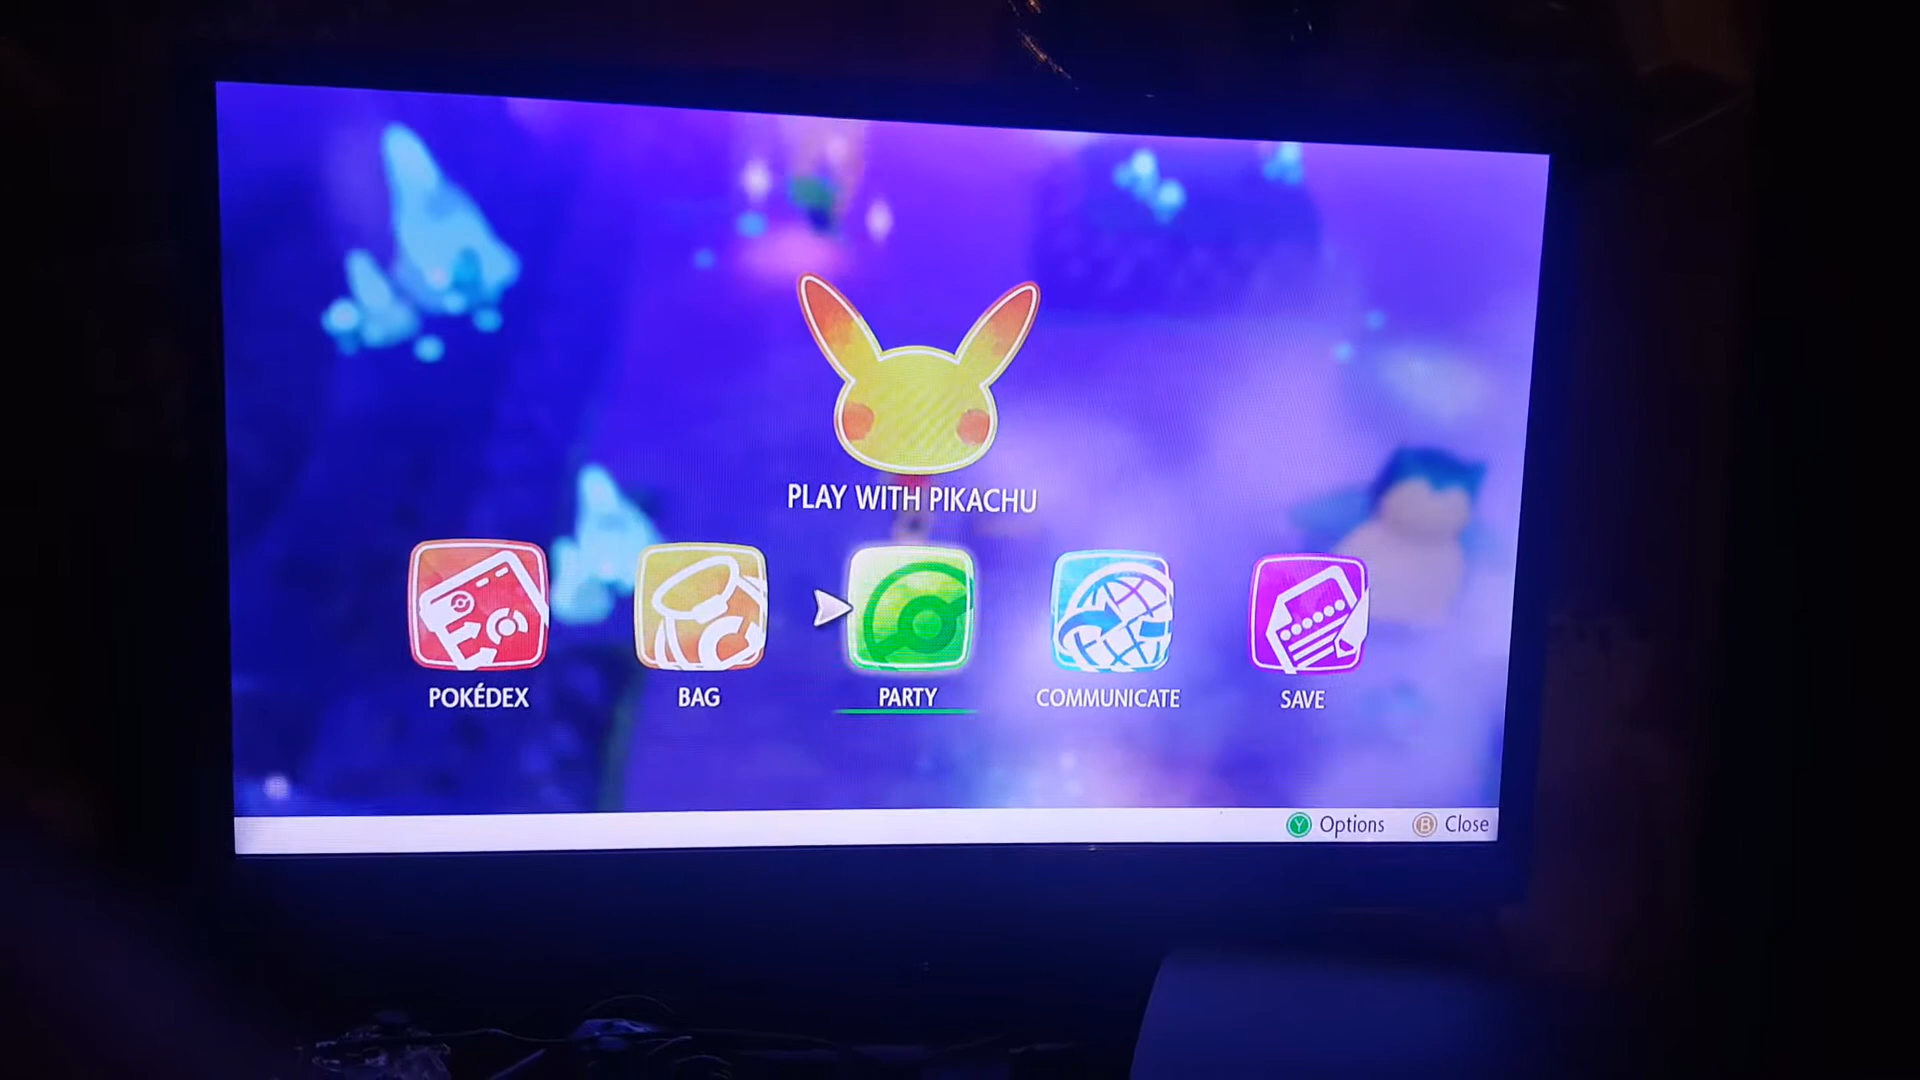 PLAY WITH PIKACHU
POKÉDEX
BAG
PARTY
COMMUNICATE
SAVE
Y Options
B Close